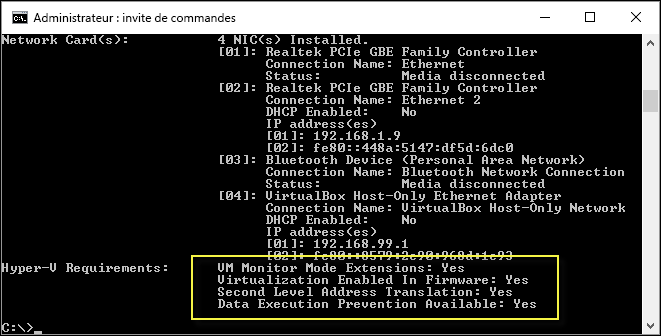 Administrateur : invite de commandes
Network Card(s):           4 NIC(s) Installed.
[01]: Realtek PCIe GBE Family Controller
Connection Name: Ethernet
Status:          Media disconnected
[02]: Realtek PCIe GBE Family Controller
Connection Name: Ethernet 2
DHCP Enabled:    No
IP address(es)
[01]: 192.168.1.9
[02]: fe80::448a:5147:df5d:6dc0
[03]: Bluetooth Device (Personal Area Network)
Connection Name: Bluetooth Network Connection
Status:          Media disconnected
[04]: VirtualBox Host-Only Ethernet Adapter
Connection Name: VirtualBox Host-Only Network
DHCP Enabled:    No
IP address(es)
[01]: 192.168.99.1
[02]:
Hyper-V Requirements:      VM Monitor Mode Extensions: Yes
Virtualization Enabled In Firmware: Yes
Second Level Address Translation: Yes
Data Execution Prevention Available: Yes
C:\>_